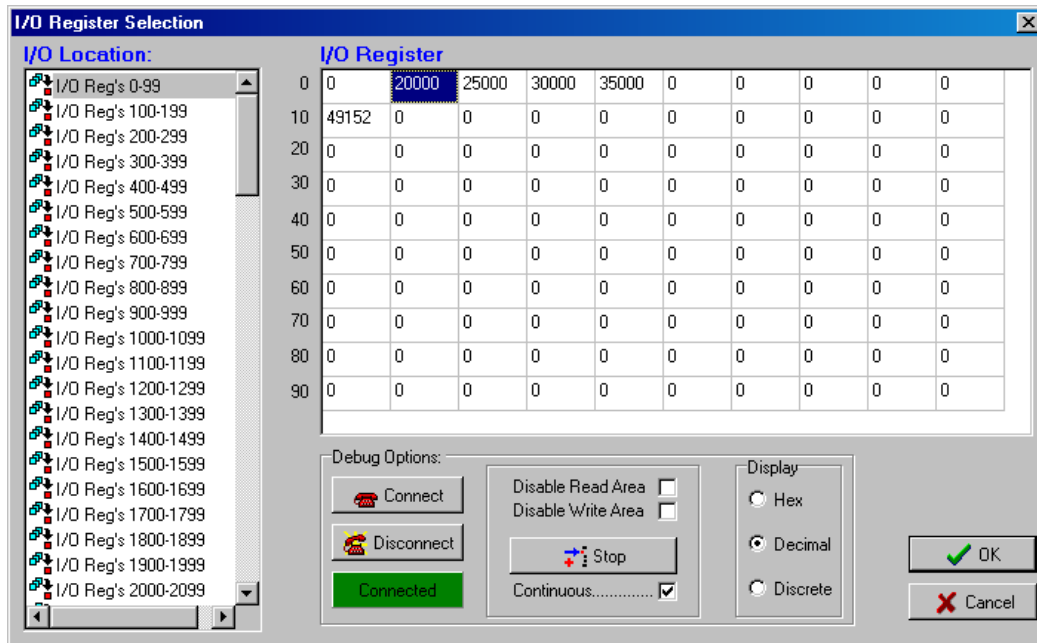 I/O Register Selection
I/O Location:
I/O Reg's 0-99
I/O Reg's 100-199
I/O Reg's 200-299
I/O Reg's 300-399
I/O Reg's 400-499
I/O Reg's 500-599
I/O Reg's 600-699
I/O Reg's 700-799
I/O Reg's 800-899
I/O Reg's 900-999
I/O Reg's 1000-1099
I/O Reg's 1100-1199
I/O Reg's 1200-1299
I/O Reg's 1300-1399
I/O Reg's 1400-1499
I/O Reg's 1500-1599
I/O Reg's 1600-1699
I/O Reg's 1700-1799
I/O Reg's 1800-1899
I/O Reg's 1900-1999
I/O Reg's 2000-2099
I/O Register
0 0 20000 25000 30000 35000 0 0 0 0 0
10 49152 0 0 0 0 0 0 0 0 0
20 0 0 0 0 0 0 0 0 0 0
30 0 0 0 0 0 0 0 0 0 0
40 0 0 0 0 0 0 0 0 0 0
50 0 0 0 0 0 0 0 0 0 0
60 0 0 0 0 0 0 0 0 0 0
70 0 0 0 0 0 0 0 0 0 0
80 0 0 0 0 0 0 0 0 0 0
90 0 0 0 0 0 0 0 0 0 0
Debug Options:
Connect
Disconnect
Connected
Disable Read Area
Disable Write Area
Stop
Continuous..............
Display
Hex
Decimal
Discrete
OK
Cancel